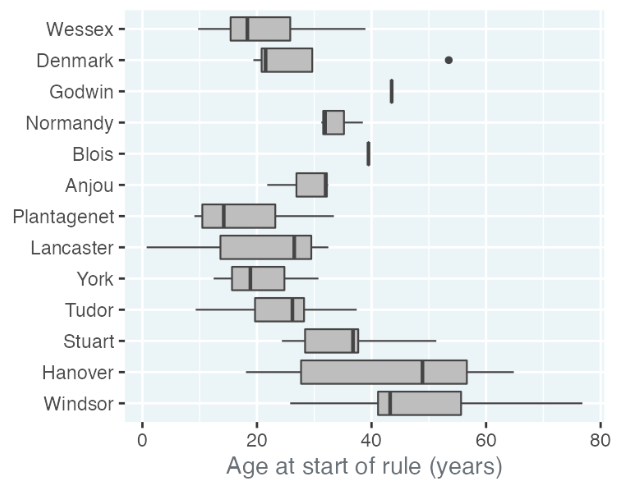 Wessex
Denmark
Godwin
Normandy
Blois
Anjou
Plantagenet
Lancaster
York
Tudor
Stuart
Hanover
Windsor
0 20 40 60 80
Age at start of rule (years)